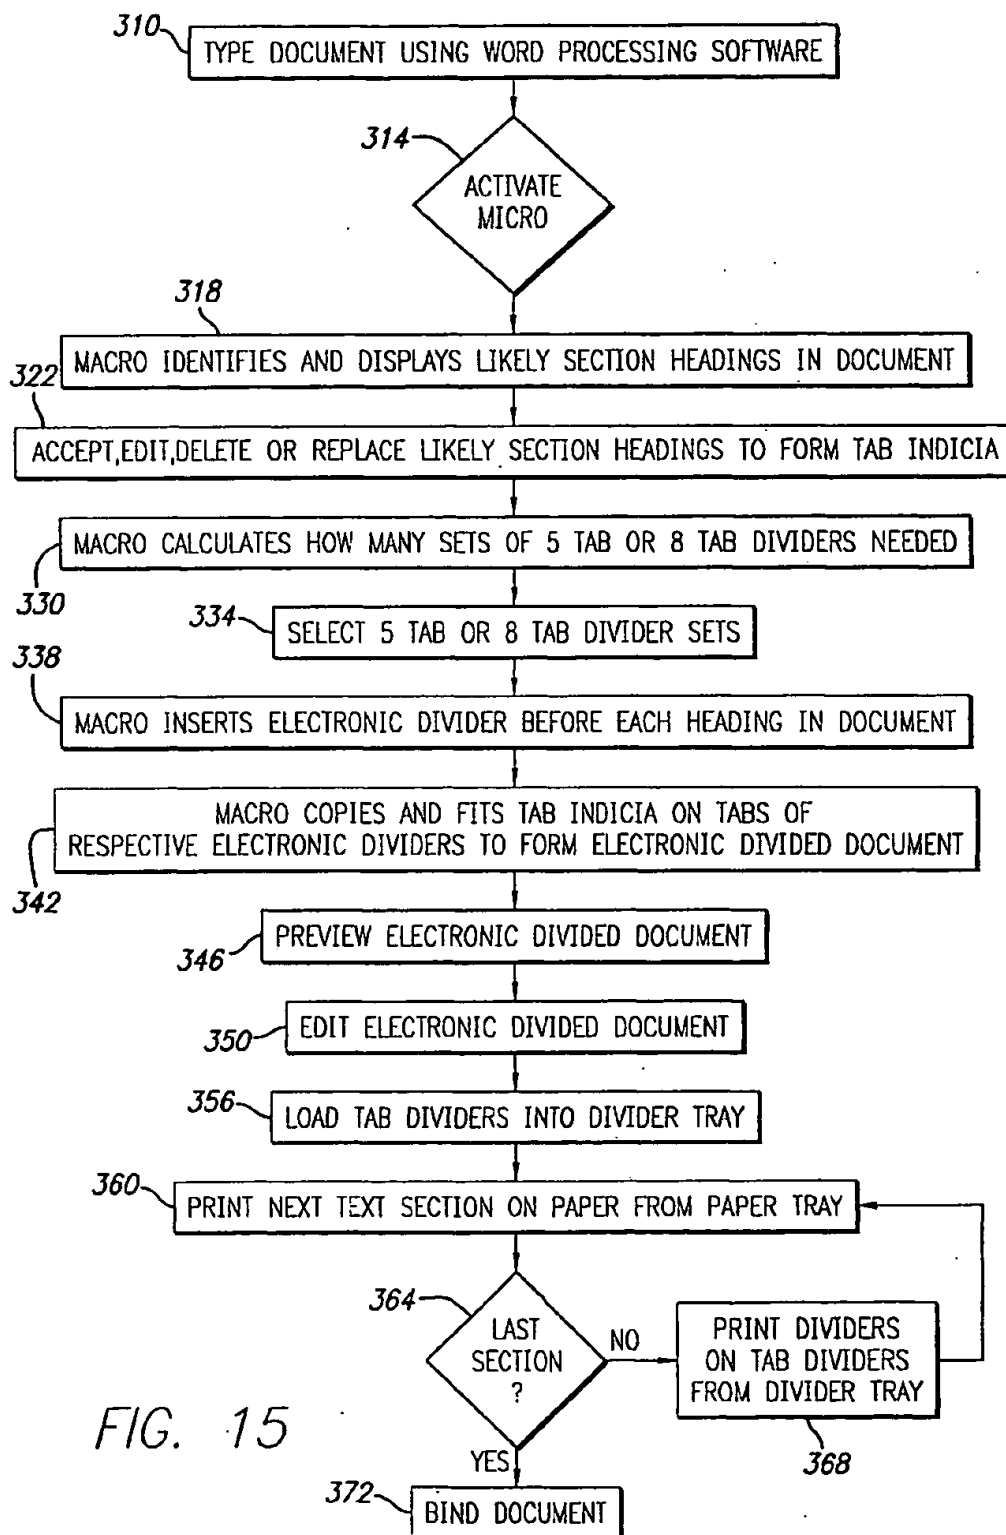 310
TYPE DOCUMENT USING WORD PROCESSING SOFTWARE
314
ACTIVATE
MICRO
318
MACRO IDENTIFIES AND DISPLAYS LIKELY SECTION HEADINGS IN DOCUMENT
322
ACCEPT,EDIT,DELETE OR REPLACE LIKELY SECTION HEADINGS TO FORM TAB INDICIA
MACRO CALCULATES HOW MANY SETS OF 5 TAB OR 8 TAB DIVIDERS NEEDED
330
334
SELECT 5 TAB OR 8 TAB DIVIDER SETS
338
MACRO INSERTS ELECTRONIC DIVIDER BEFORE EACH HEADING IN DOCUMENT
MACRO COPIES AND FITS TAB INDICIA ON TABS OF
RESPECTIVE ELECTRONIC DIVIDERS TO FORM ELECTRONIC DIVIDED DOCUMENT
342
PREVIEW ELECTRONIC DIVIDED DOCUMENT
346
EDIT ELECTRONIC DIVIDED DOCUMENT
350
356
LOAD TAB DIVIDERS INTO DIVIDER TRAY
360
PRINT NEXT TEXT SECTION ON PAPER FROM PAPER TRAY
364
LAST
SECTION
?
NO
PRINT DIVIDERS
ON TAB DIVIDERS
FROM DIVIDER TRAY
368
YES
372
BIND DOCUMENT
FIG. 15